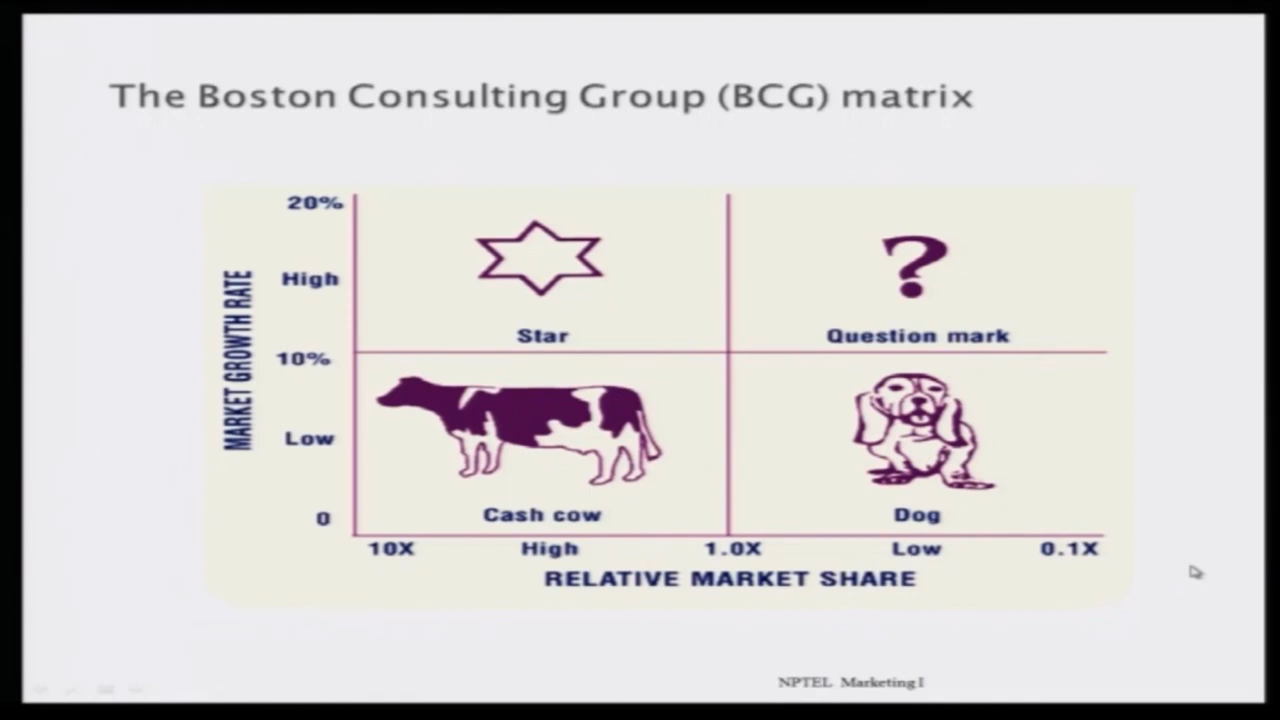 The Boston Consulting Group (BCG) matrix
20%
High
MARKET GROWTH RATE
10%
Low
0
Star
Question mark
?
Cash cow
Dog
10X High 1.0X Low 0.1X
RELATIVE MARKET SHARE
NPTEL Marketing I